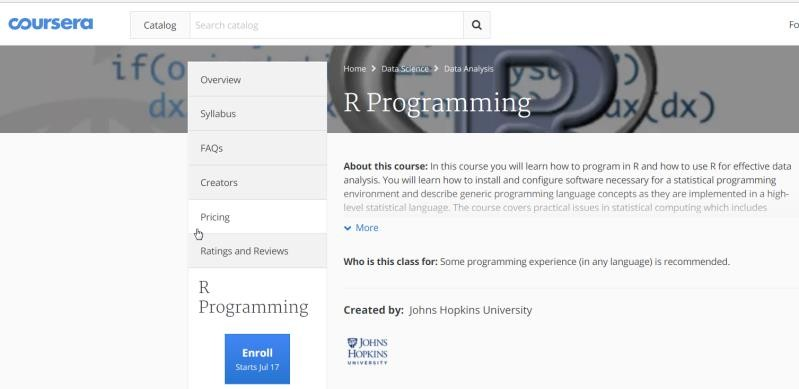 coursera
Catalog
Search catalog
Fo
Home > Data Science > Data Analysis
R Programming
if(o
dx
dx(dx)
Overview
Syllabus
FAQs
Creators
Pricing
Ratings and Reviews
R
Programming
Enroll
Starts Jul 17
About this course: In this course you will learn how to program in R and how to use R for effective data
analysis. You will learn how to install and configure software necessary for a statistical programming
environment and describe generic programming language concepts as they are implemented in a high-
level statistical language. The course covers practical issues in statistical computing which includes
More
Who is this class for: Some programming experience (in any language) is recommended.
Created by: Johns Hopkins University
JOHNS
HOPKINS
UNIVERSITY